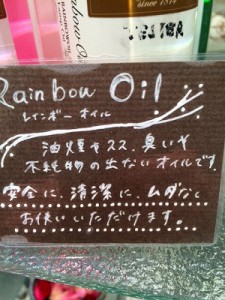 since 1814
Rainbow Oil
レインボー オイル
油煙やスス、臭いや
不純物の出ないオイルです。
安全に、清潔に、ムダなく
お使いいただけます。